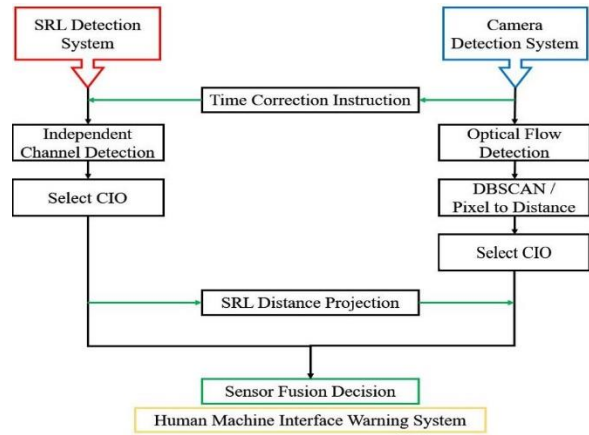 SRL Detection
System
Camera
Detection System
Time Correction Instruction
Independent
Channel Detection
Optical Flow
Detection
Select CIO
DBSCAN /
Pixel to Distance
Select CIO
SRL Distance Projection
Sensor Fusion Decision
Human Machine Interface Warning System